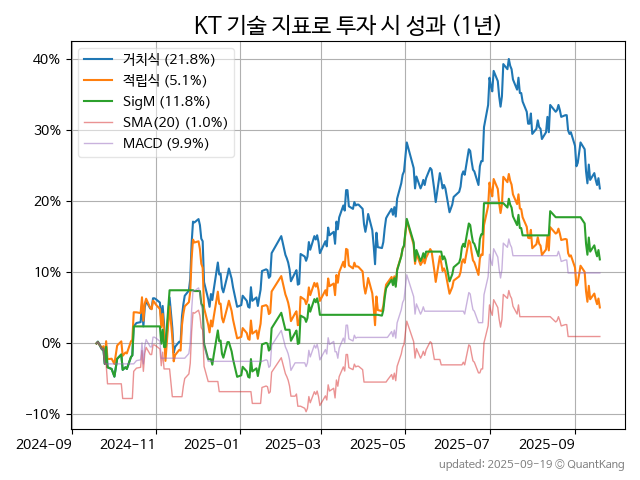 KT 기술 지표로 투자 시 성과 (1년)
거치식 (21.8%)
적립식 (5.1%)
SigM (11.8%)
SMA(20) (1.0%)
MACD (9.9%)
40%
30%
20%
10%
0%
−10%
2024-09 2024-11 2025-01 2025-03 2025-05 2025-07 2025-09
updated: 2025-09-19 © QuantKang